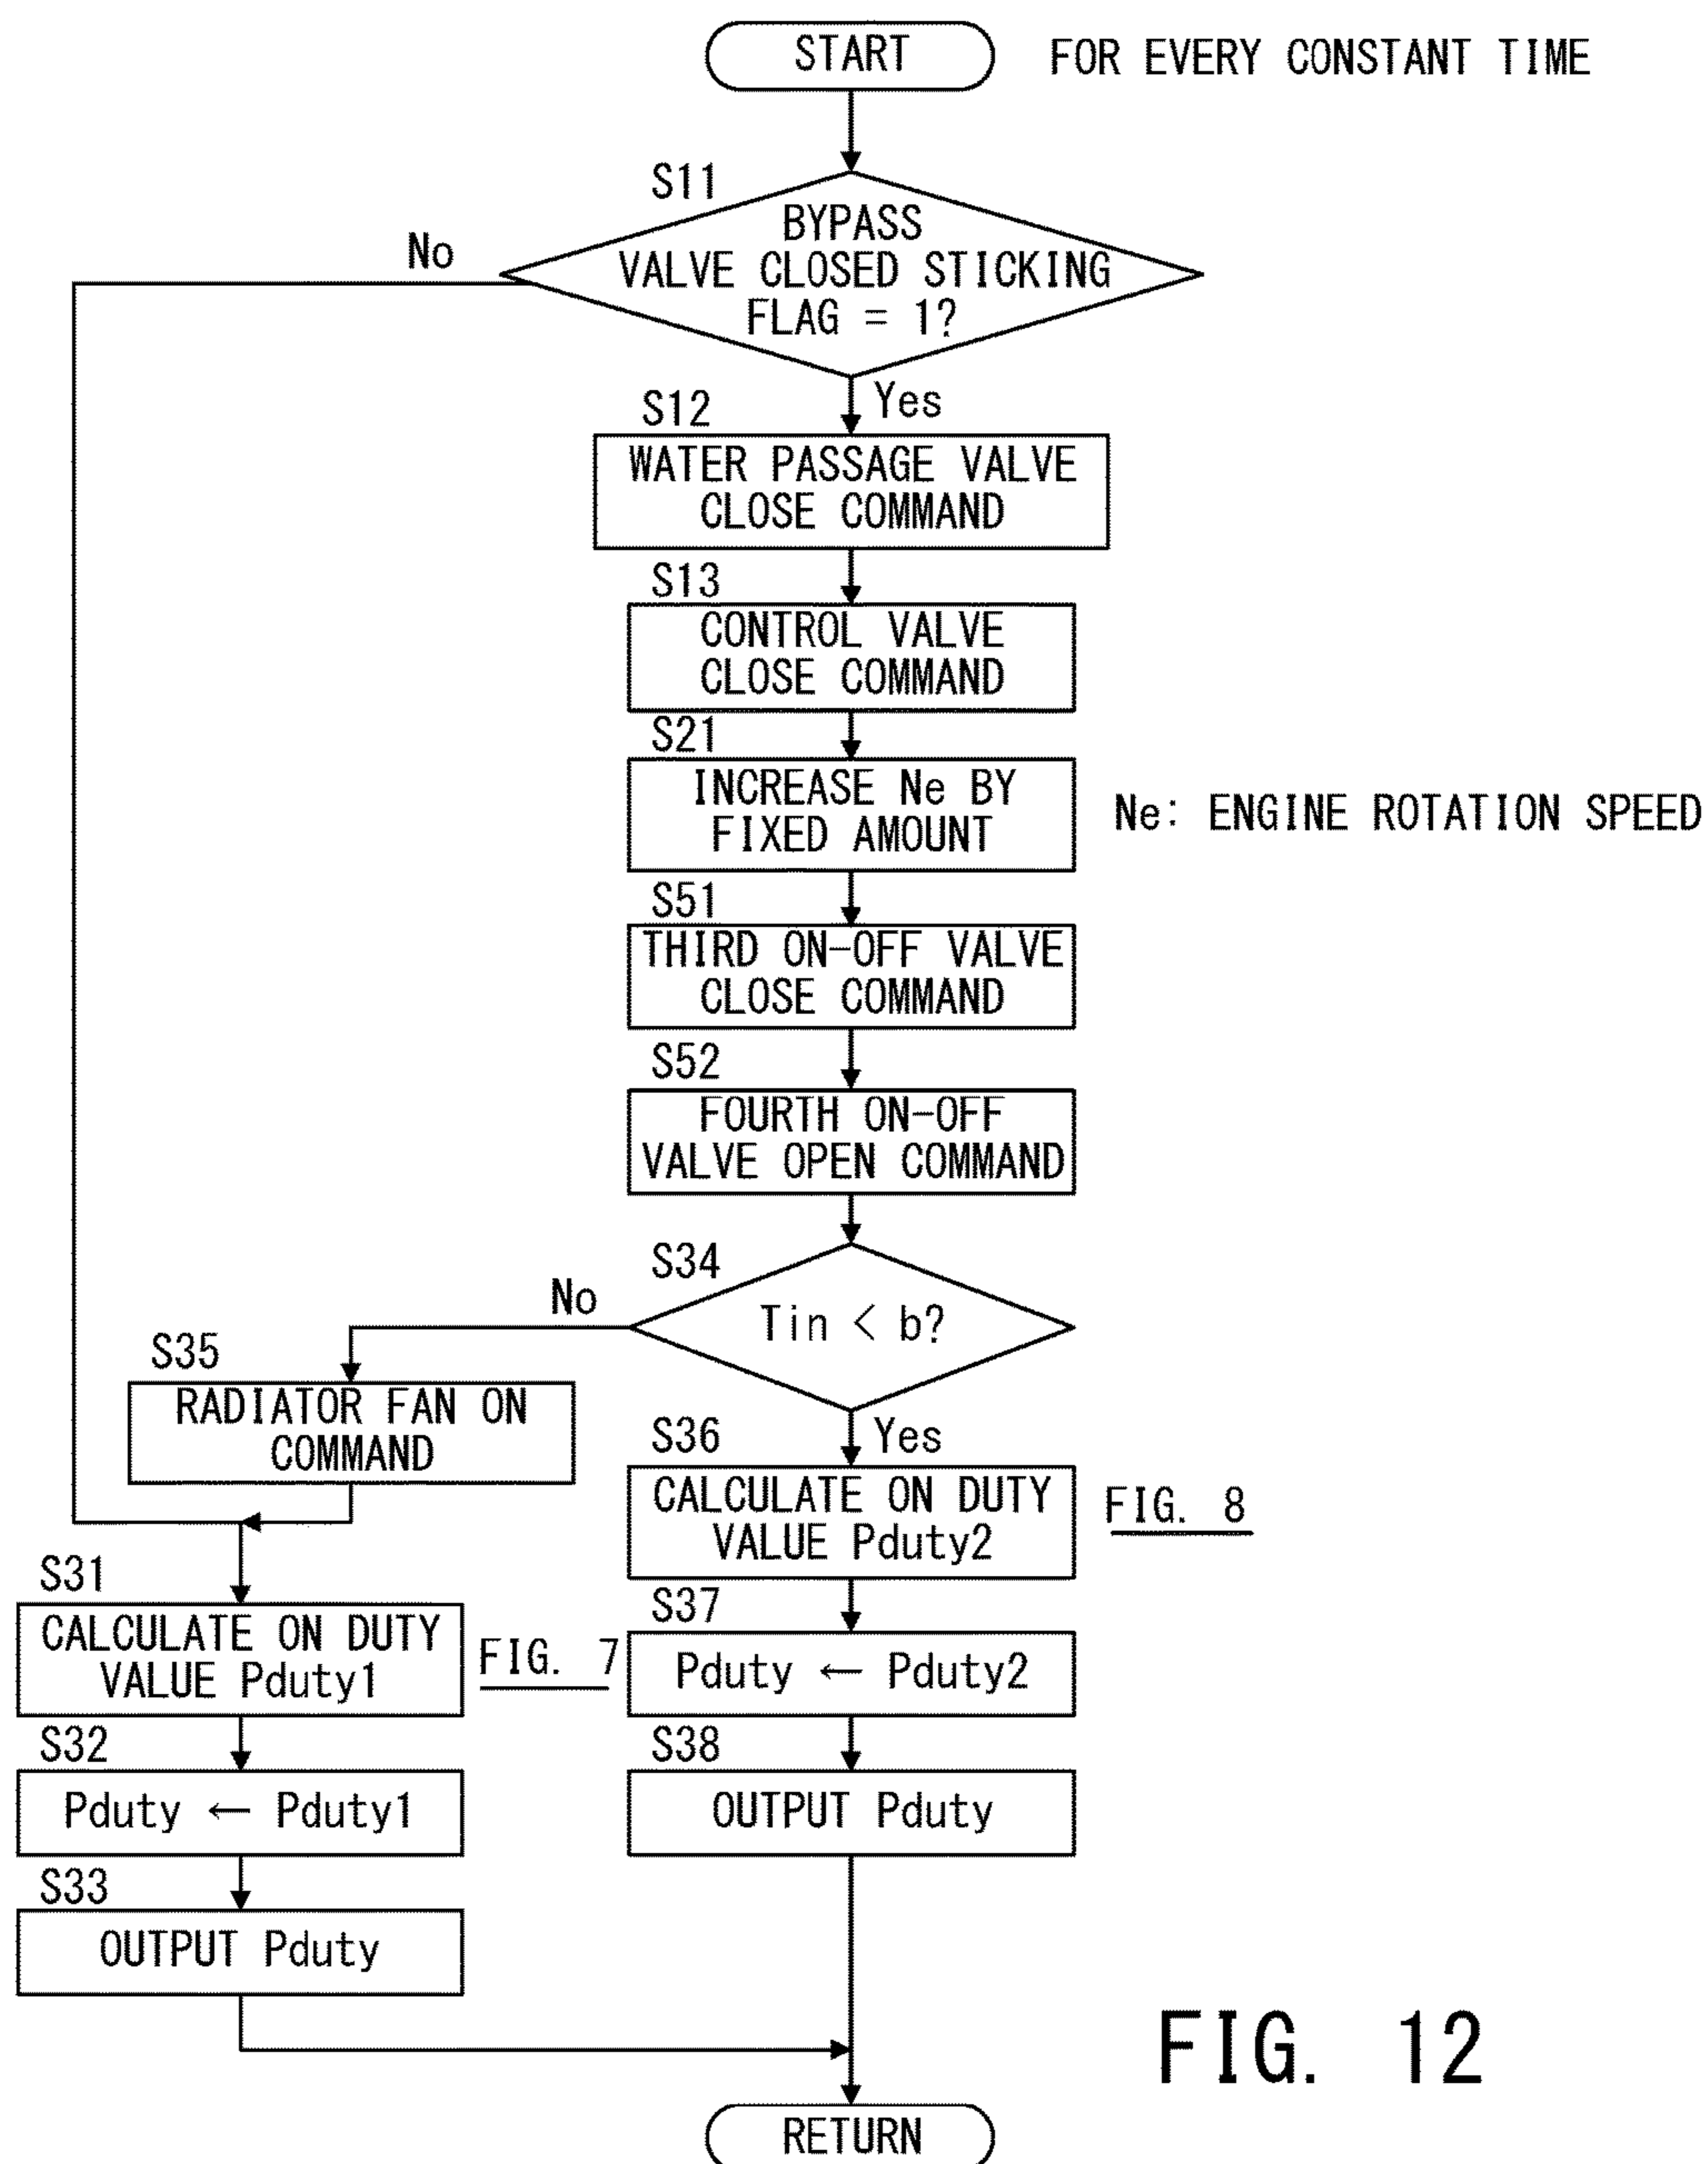 START
FOR EVERY CONSTANT TIME
S11
BYPASS
VALVE CLOSED STICKING
FLAG = 1?
No
Yes
S12
WATER PASSAGE VALVE
CLOSE COMMAND
S13
CONTROL VALVE
CLOSE COMMAND
S21
INCREASE Ne BY
FIXED AMOUNT
Ne: ENGINE ROTATION SPEED
S51
THIRD ON-OFF VALVE
CLOSE COMMAND
S52
FOURTH ON-OFF
VALVE OPEN COMMAND
S34
Tin < b?
No
Yes
S35
RADIATOR FAN ON
COMMAND
S36
CALCULATE ON DUTY
VALUE Pduty2
FIG. 8
S31
CALCULATE ON DUTY
VALUE Pduty1
FIG. 7
S37
Pduty ← Pduty2
S32
Pduty ← Pduty1
S38
OUTPUT Pduty
S33
OUTPUT Pduty
FIG. 12
RETURN